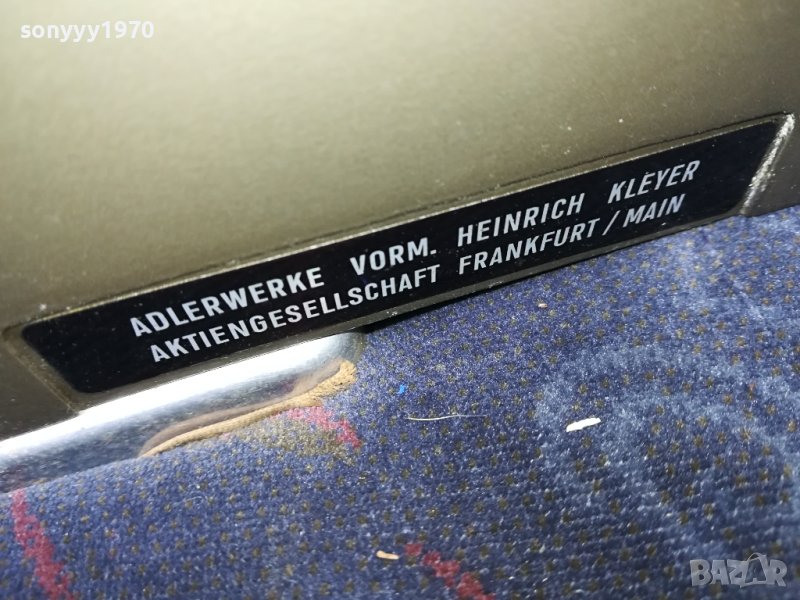 sonyyy1970
ADLERWERKE VORM. HEINRICH KLEYER
AKTIENGESELLSCHAFT FRANKFURT / MAIN
BAZAR